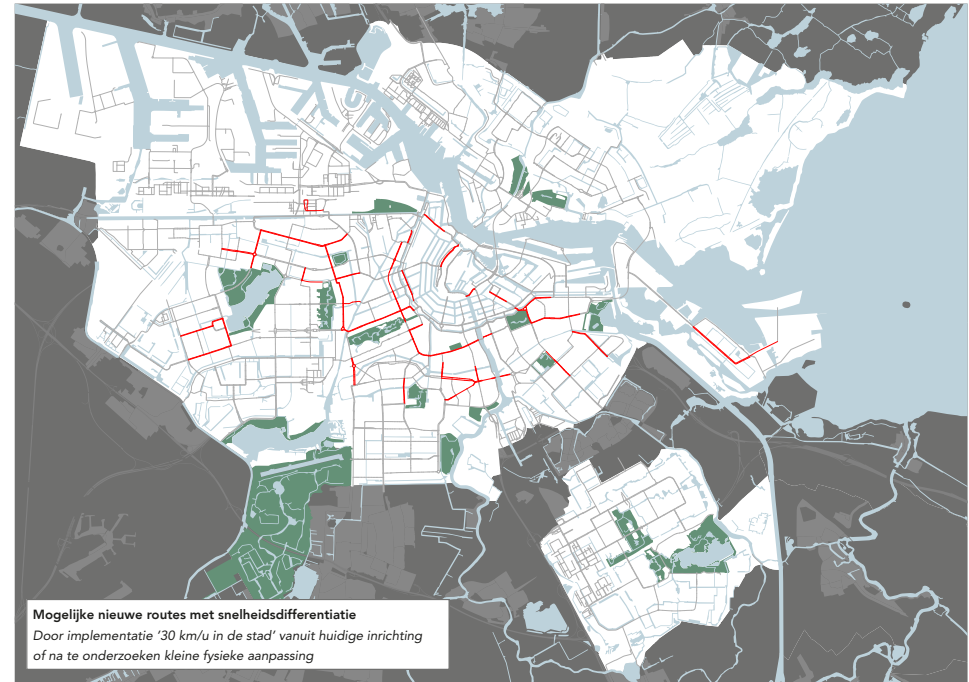 Mogelijke nieuwe routes met snelheidsdifferentiatie
Door implementatie ‘30 km/u in de stad’ vanuit huidige inrichting
of na te onderzoeken kleine fysieke aanpassing